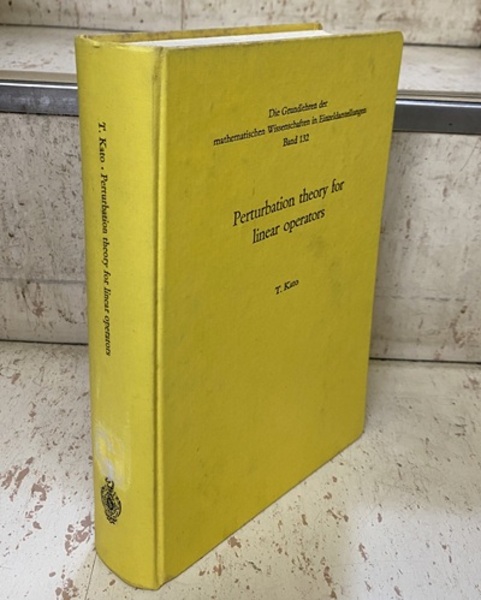 Die Grundlehren der
mathematischen Wissenschaften in Einzeldarstellungen
Band 132
Perturbation theory for
linear operators
T. Kato
T. Kato · Perturbation theory for linear operators